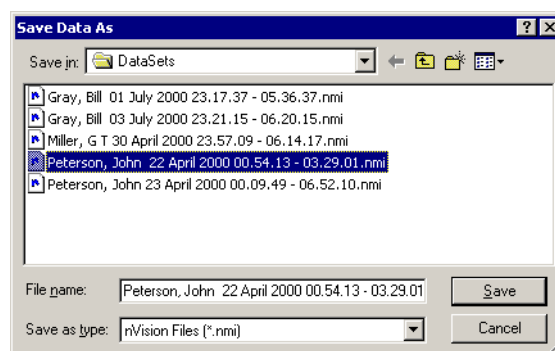 Save Data As
Save in: DataSets
Gray, Bill 01 July 2000 23.17.37 - 05.36.37.nmi
Gray, Bill 03 July 2000 23.21.15 - 06.20.15.nmi
Miller, G T 30 April 2000 23.57.09 - 06.14.17.nmi
Peterson, John 22 April 2000 00.54.13 - 03.29.01.nmi
Peterson, John 23 April 2000 00.09.49 - 06.52.10.nmi
File name: Peterson, John 22 April 2000 00.54.13 - 03.29.01 Save
Save as type: nVision Files (*.nmi) Cancel